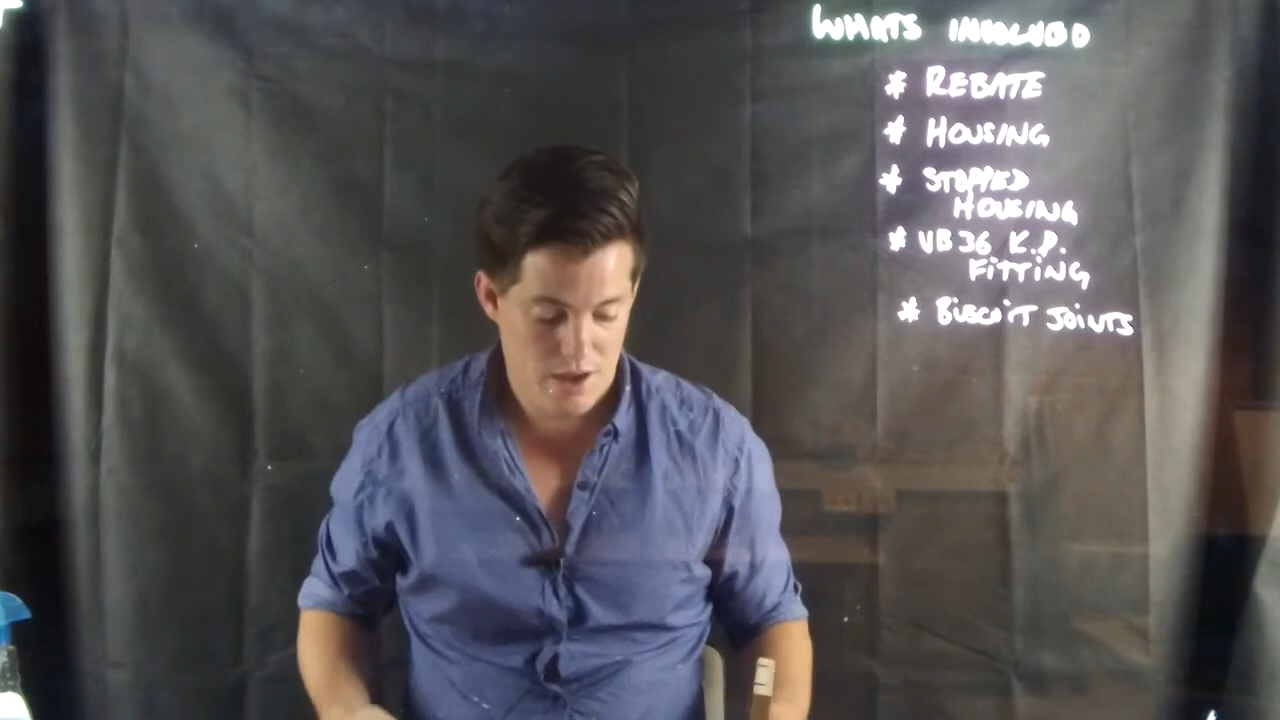 WHATS INVOLVED
* REBATE
* HOUSING
* STOPPED
HOUSING
* VB36 K.D.
FITTING
* BISCUIT JOINTS